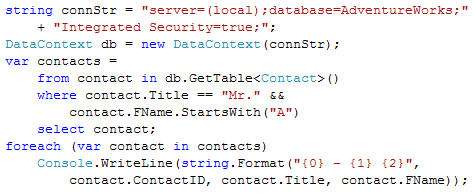 string connStr = "server=(local);database=AdventureWorks;"
    + "Integrated Security=true;";
DataContext db = new DataContext(connStr);
var contacts =
    from contact in db.GetTable<Contact>()
    where contact.Title == "Mr." &&
        contact.FName.StartsWith("A")
    select contact;
foreach (var contact in contacts)
    Console.WriteLine(string.Format("{0} - {1} {2}",
        contact.ContactID, contact.Title, contact.FName));